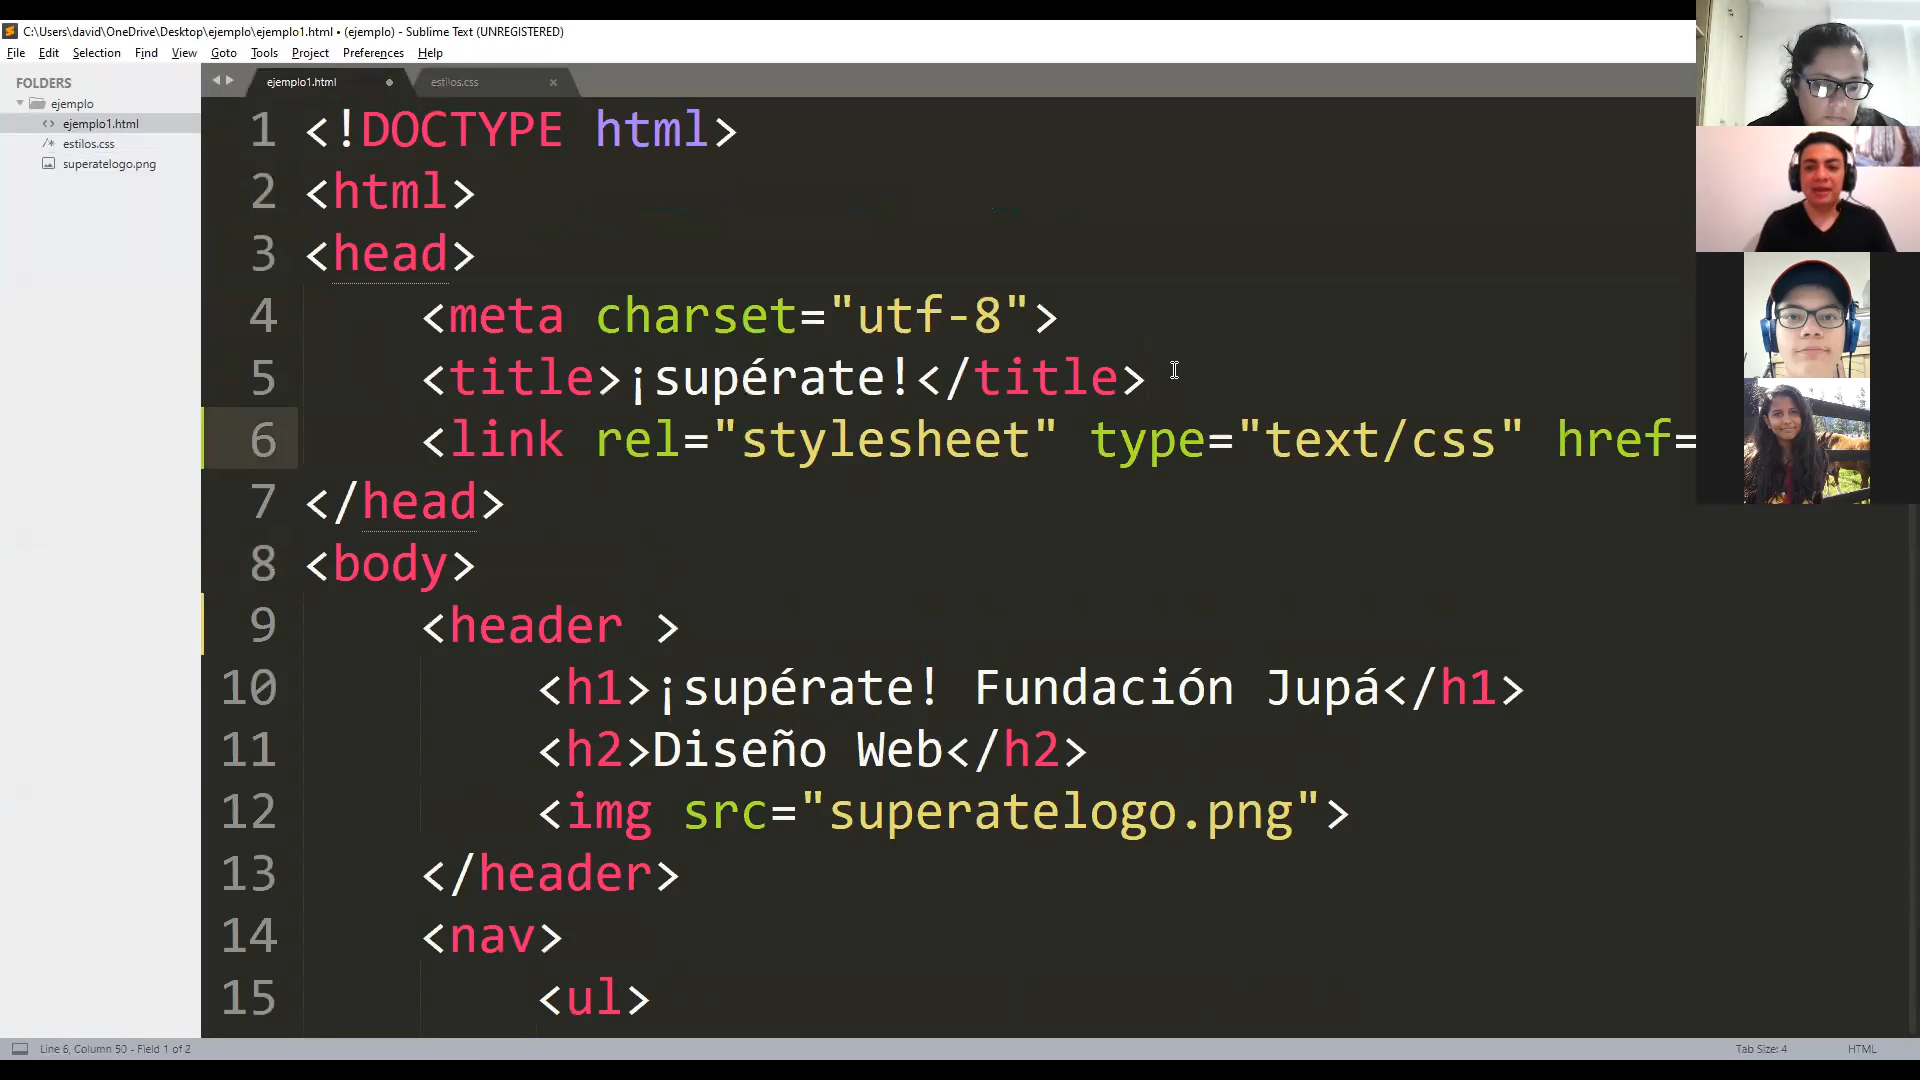 C:\Users\david\OneDrive\Desktop\ejemplo\ejemplo1.html • (ejemplo) - Sublime Text (UNREGISTERED)
File Edit Selection Find View Goto Tools Project Preferences Help
FOLDERS
ejemplo
<> ejemplo1.html
/* estilos.css
superatelogo.png
ejemplo1.html estilos.css
1 <!DOCTYPE html>
2 <html>
3 <head>
4 <meta charset="utf-8">
5 <title>¡supérate!</title>
6 <link rel="stylesheet" type="text/css" href=
7 </head>
8 <body>
9 <header >
10 <h1>¡supérate! Fundación Jupá</h1>
11 <h2>Diseño Web</h2>
12 <img src="superatelogo.png">
13 </header>
14 <nav>
15 <ul>
Line 6, Column 50 - Field 1 of 2
Tab Size: 4
HTML